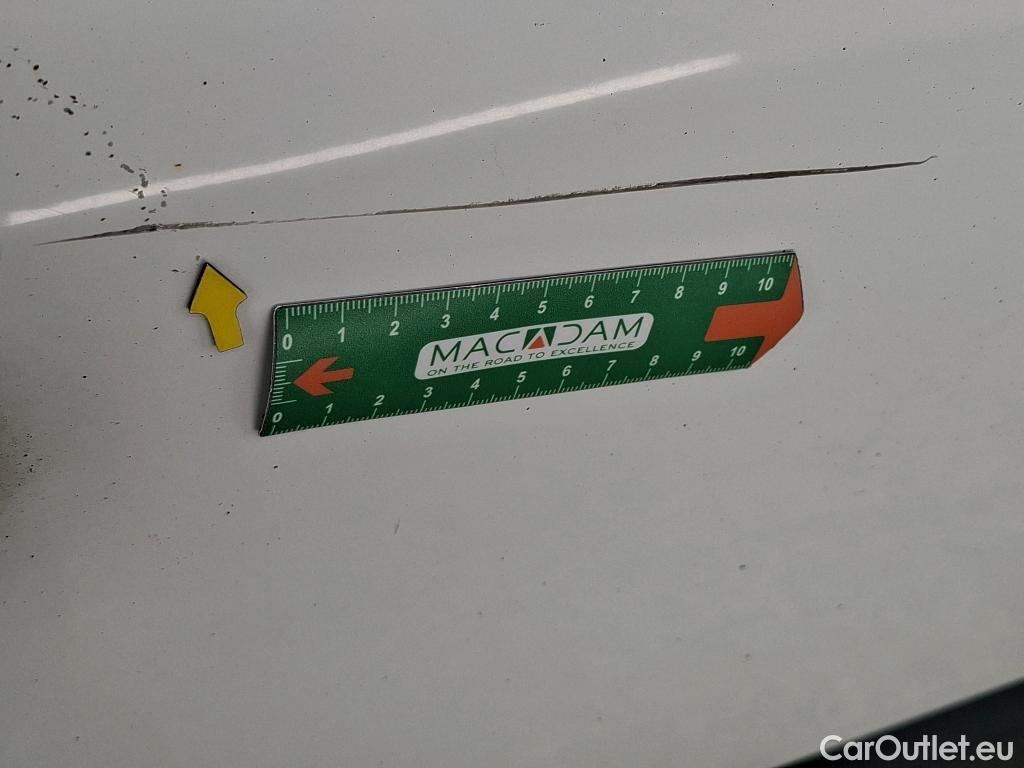 0 1 2 3 4 5 6 7 8 9 10
MACADAM
ON THE ROAD TO EXCELLENCE
0 1 2 3 4 5 6 7 8 9 10
CarOutlet.eu